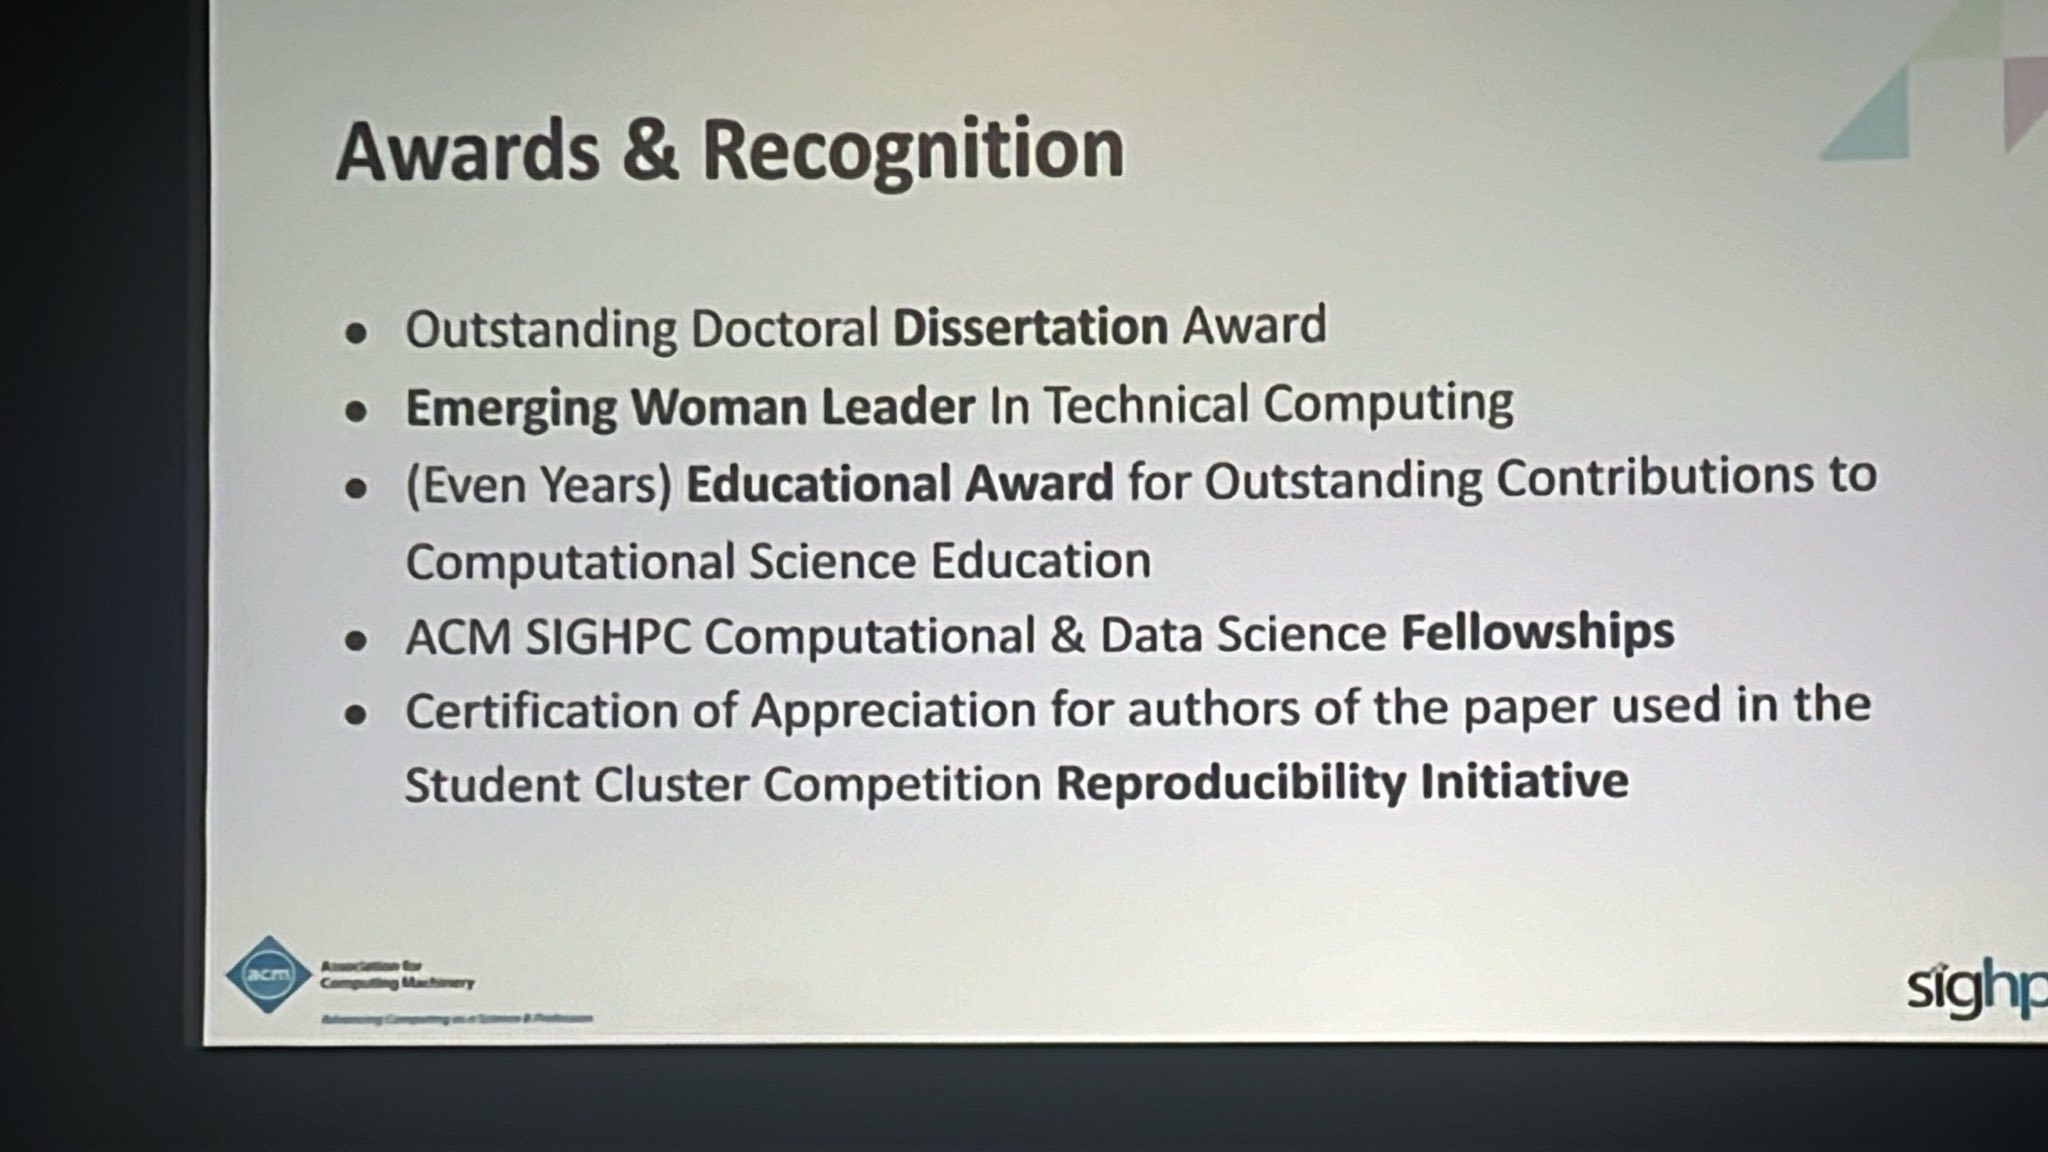 Awards & Recognition
● Outstanding Doctoral Dissertation Award
● Emerging Woman Leader In Technical Computing
● (Even Years) Educational Award for Outstanding Contributions to
Computational Science Education
● ACM SIGHPC Computational & Data Science Fellowships
● Certification of Appreciation for authors of the paper used in the
Student Cluster Competition Reproducibility Initiative
acm
Association for
Computing Machinery
Advancing Computing as a Science & Profession
sighp